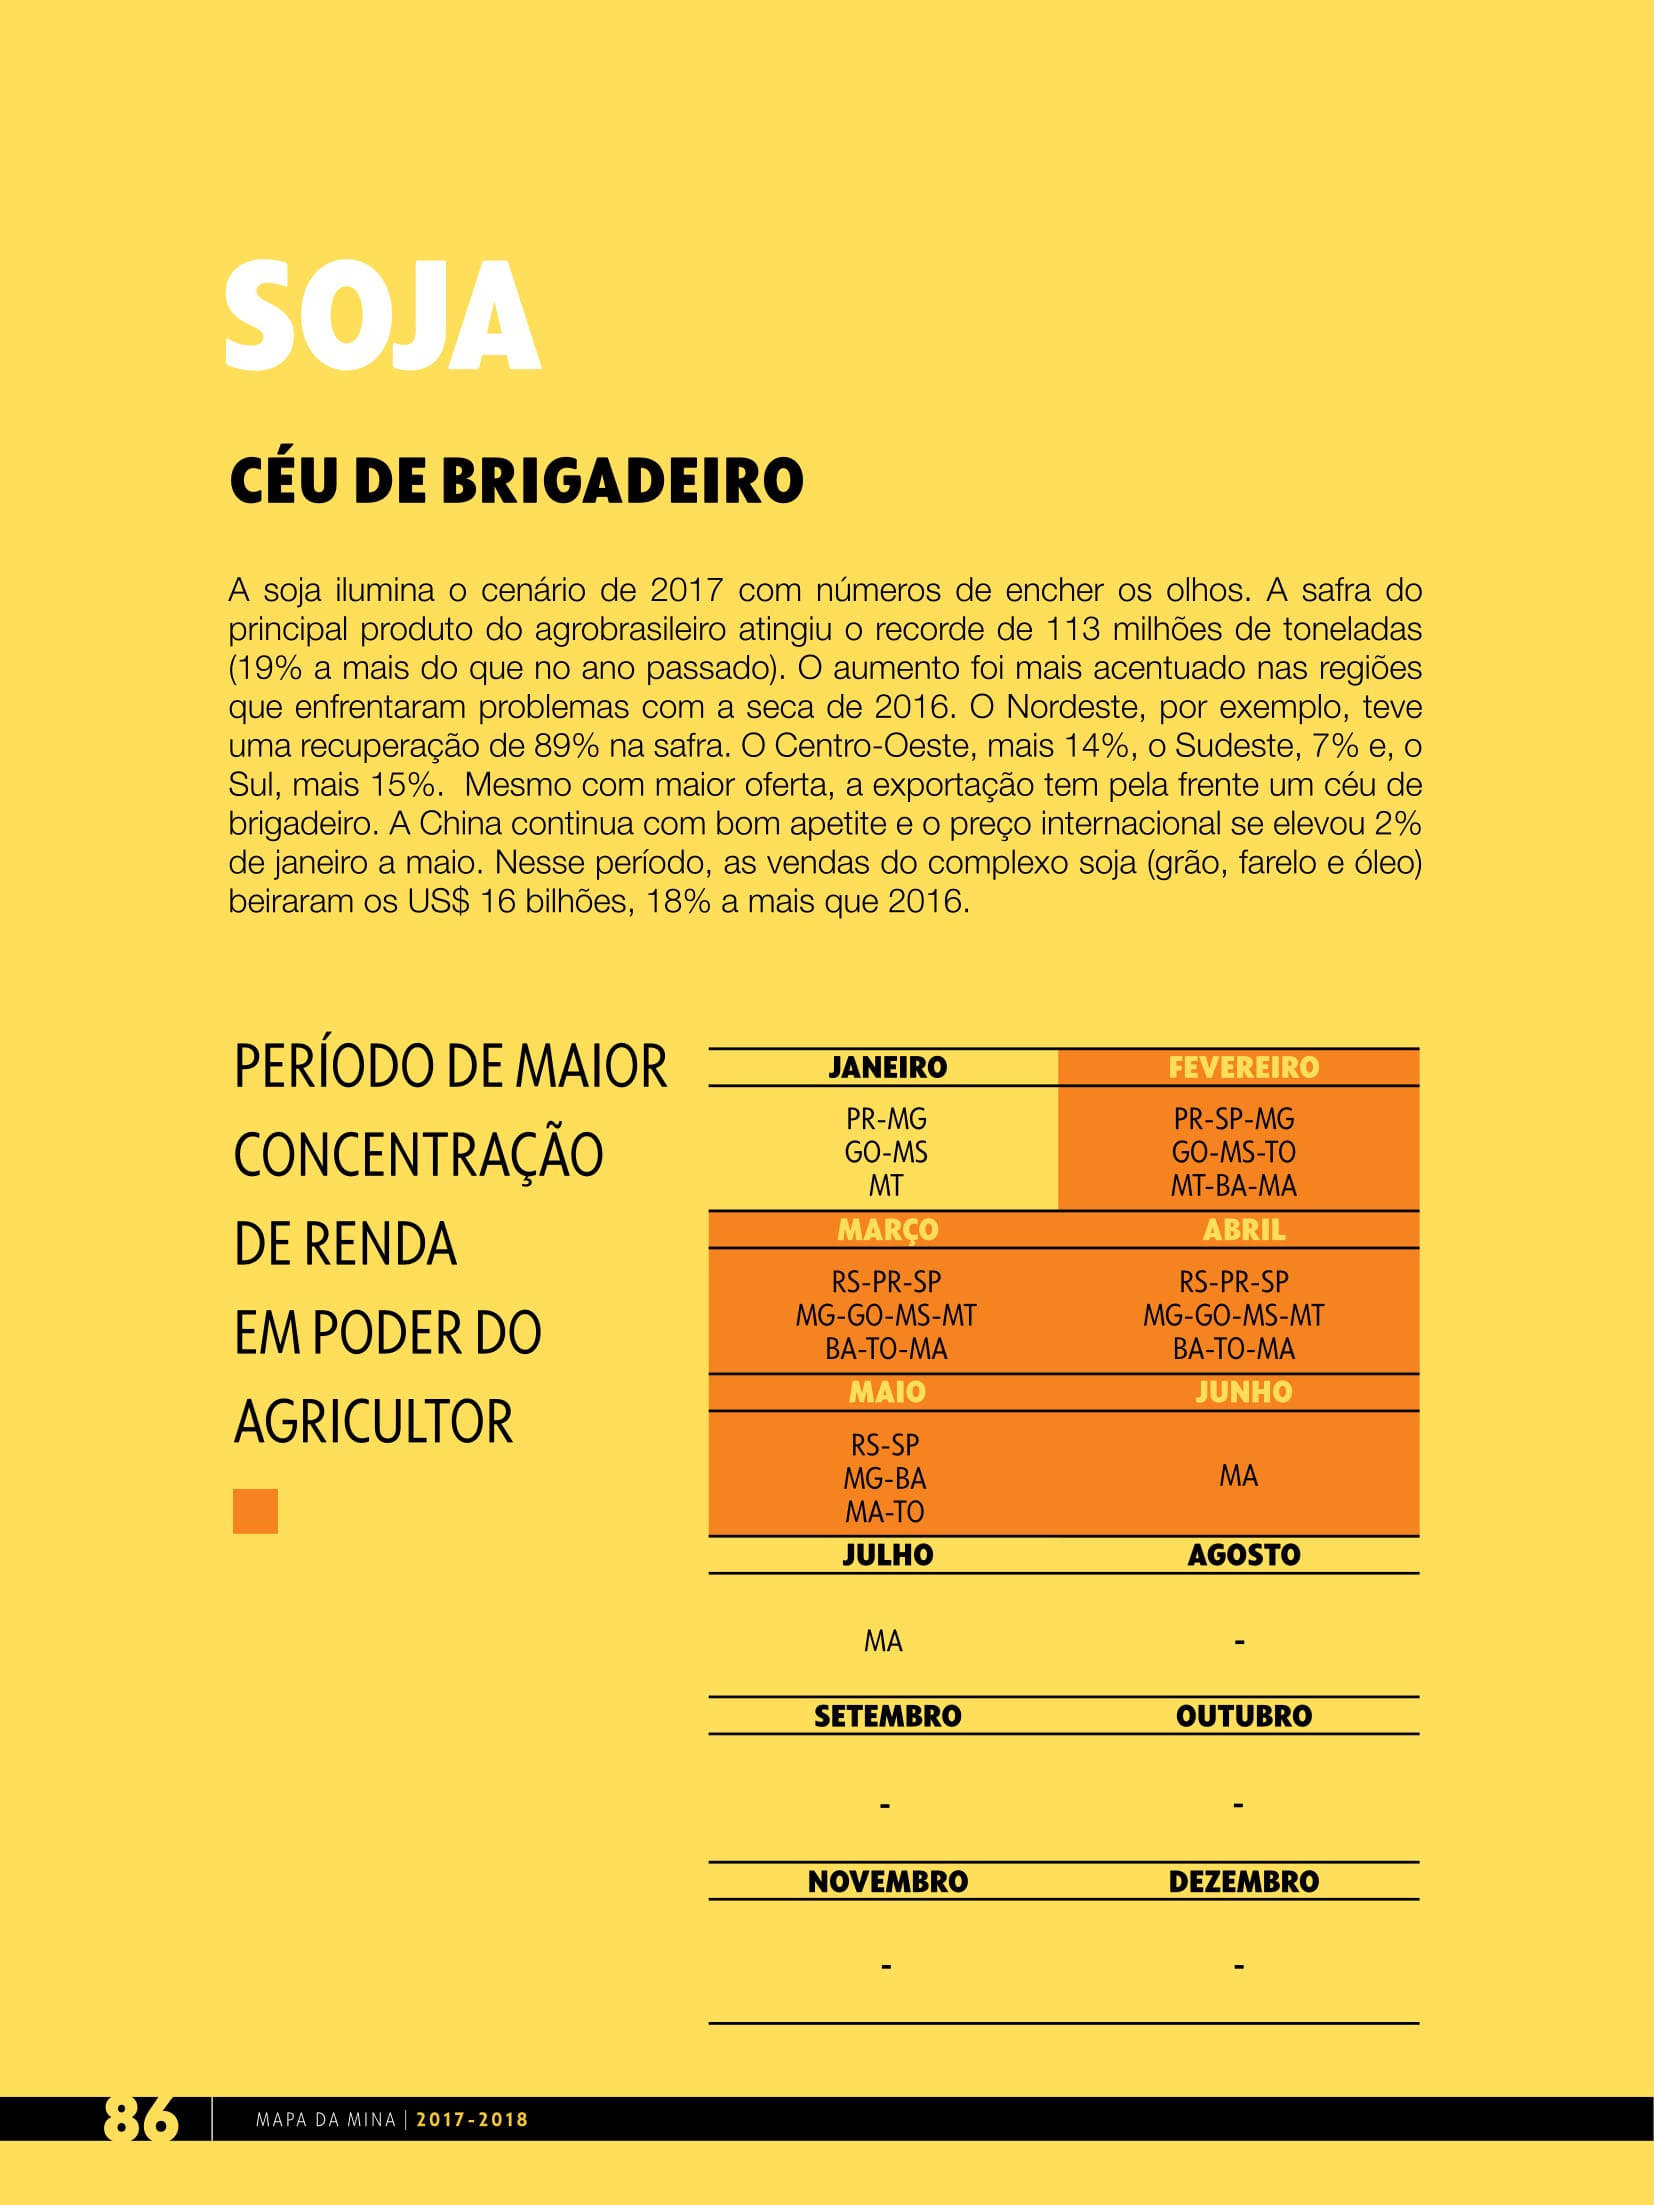 SOJA
CÉU DE BRIGADEIRO
A soja ilumina o cenário de 2017 com números de encher os olhos. A safra do
principal produto do agrobrasileiro atingiu o recorde de 113 milhões de toneladas
(19% a mais do que no ano passado). O aumento foi mais acentuado nas regiões
que enfrentaram problemas com a seca de 2016. O Nordeste, por exemplo, teve
uma recuperação de 89% na safra. O Centro-Oeste, mais 14%, o Sudeste, 7% e, o
Sul, mais 15%.  Mesmo com maior oferta, a exportação tem pela frente um céu de
brigadeiro. A China continua com bom apetite e o preço internacional se elevou 2%
de janeiro a maio. Nesse período, as vendas do complexo soja (grão, farelo e óleo)
beiraram os US$ 16 bilhões, 18% a mais que 2016.
PERÍODO DE MAIOR
CONCENTRAÇÃO
DE RENDA
EM PODER DO
AGRICULTOR
JANEIRO FEVEREIRO
PR-MG PR-SP-MG
GO-MS GO-MS-TO
MT MT-BA-MA
MARÇO ABRIL
RS-PR-SP RS-PR-SP
MG-GO-MS-MT MG-GO-MS-MT
BA-TO-MA BA-TO-MA
MAIO JUNHO
RS-SP
MG-BA MA
MA-TO
JULHO AGOSTO
MA -
SETEMBRO OUTUBRO
- -
NOVEMBRO DEZEMBRO
- -
86 MAPA DA MINA | 2017-2018